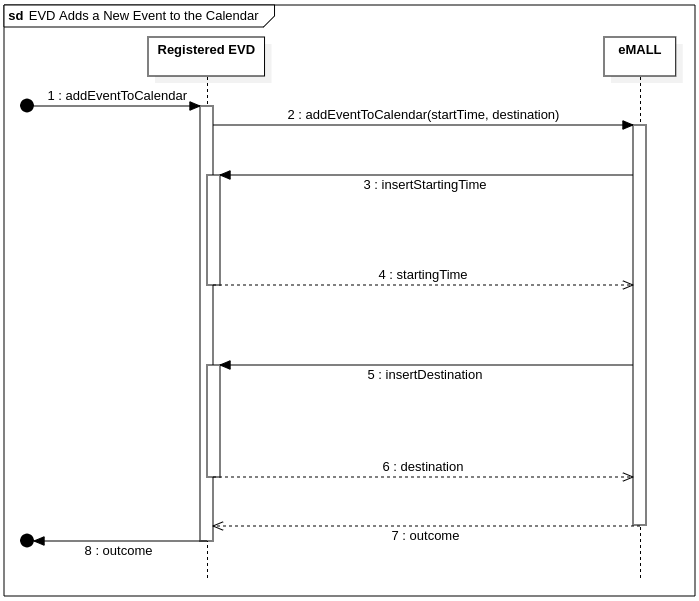 sd EVD Adds a New Event to the Calendar
Registered EVD
eMALL
1 : addEventToCalendar
2 : addEventToCalendar(startTime, destination)
3 : insertStartingTime
4 : startingTime
5 : insertDestination
6 : destination
7 : outcome
8 : outcome